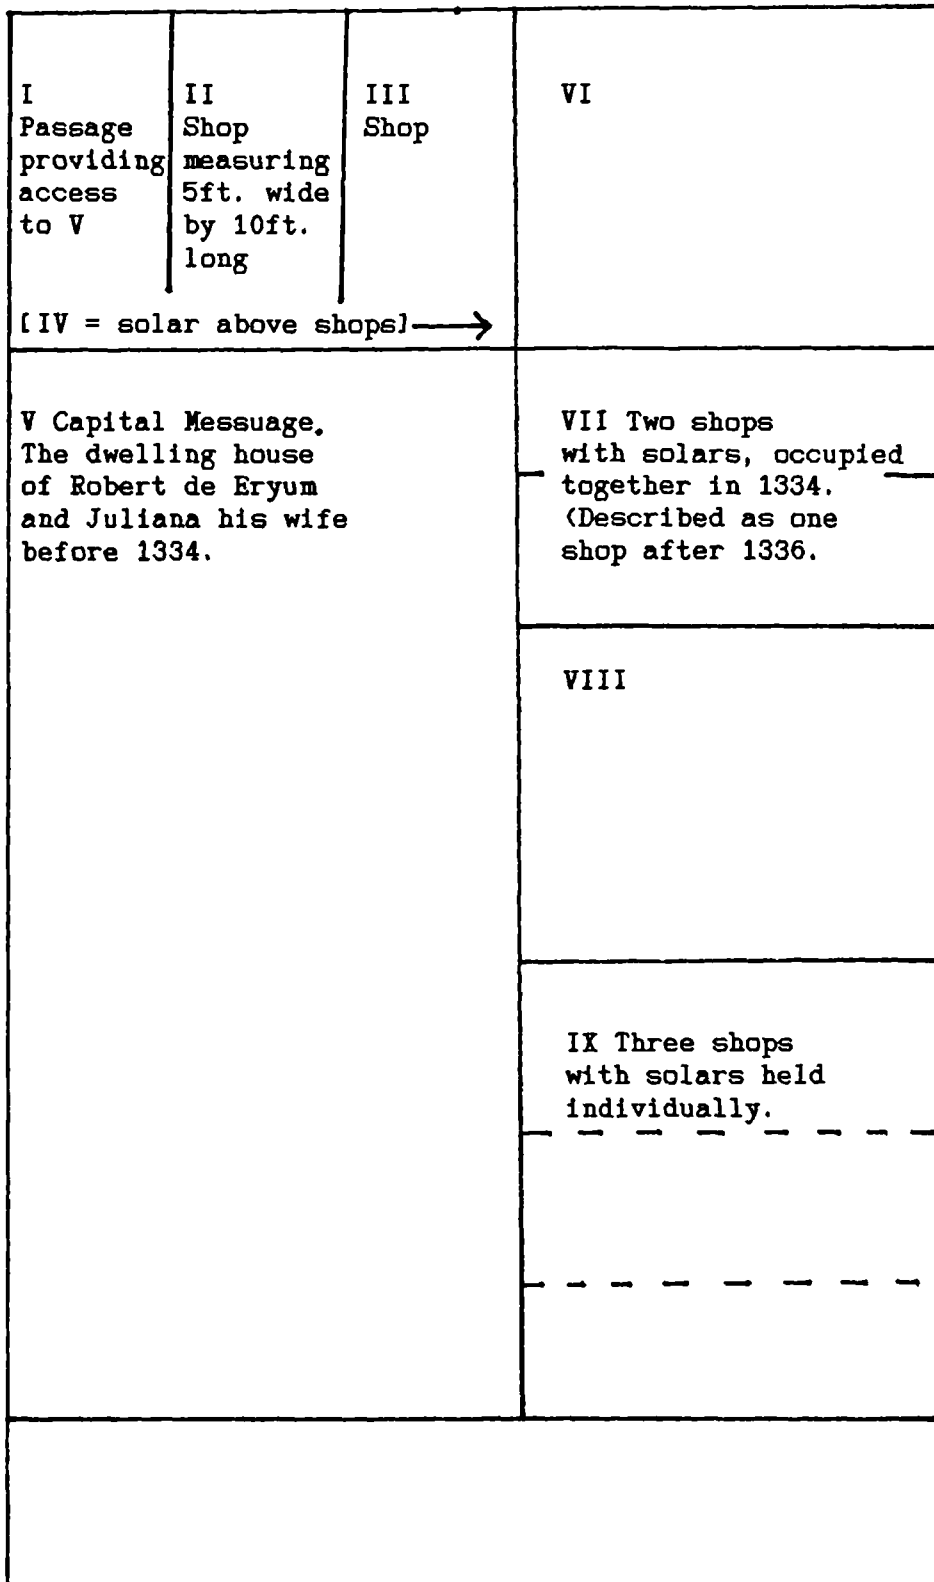 I
Passage
providing
access
to V
II
Shop
measuring
5ft. wide
by 10ft.
long
III
Shop
[IV = solar above shops]
VI
V Capital Messuage.
The dwelling house
of Robert de Eryum
and Juliana his wife
before 1334.
VII Two shops
with solars, occupied
together in 1334.
(Described as one
shop after 1336.
VIII
IX Three shops
with solars held
individually.